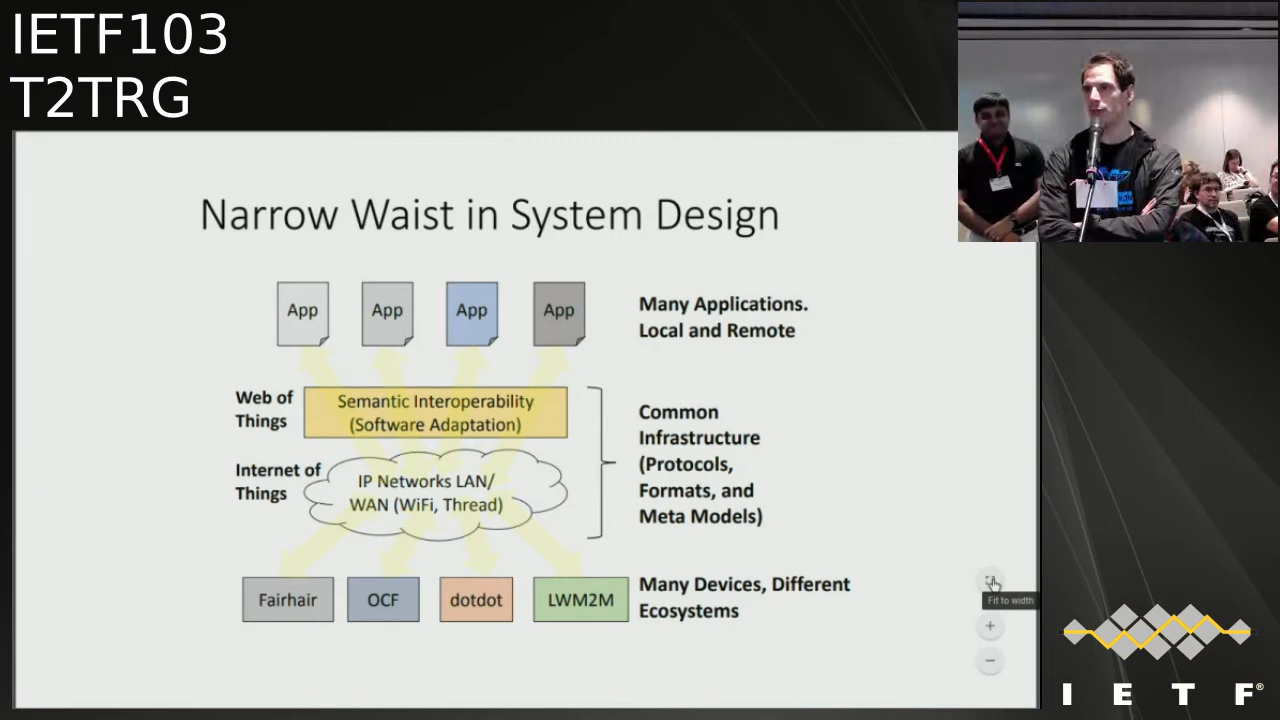 IETF103
T2TRG
Narrow Waist in System Design
App
App
App
App
Many Applications.
Local and Remote
Web of
Things
Semantic Interoperability
(Software Adaptation)
Common
Infrastructure
(Protocols,
Formats, and
Meta Models)
Internet of
Things
IP Networks LAN/
WAN (WiFi, Thread)
Fairhair
OCF
dotdot
LWM2M
Many Devices, Different
Ecosystems
Fit to width
+
−
I E T F®